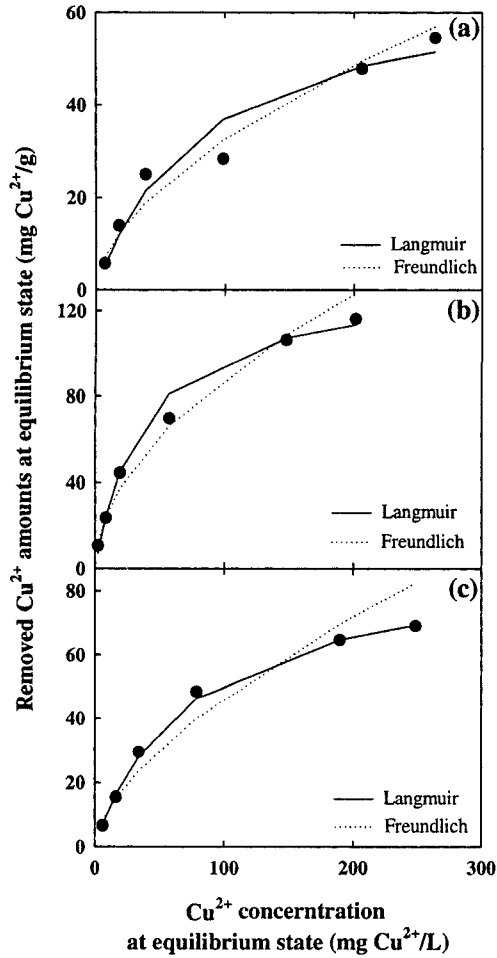 Removed Cu²⁺ amounts at equilibrium state (mg Cu²⁺/g)
60
(a)
40
20
Langmuir
Freundlich
0
120
(b)
80
40
Langmuir
Freundlich
0
80
(c)
60
40
20
Langmuir
Freundlich
0
0 100 200 300
Cu²⁺ concerntration
at equilibrium state (mg Cu²⁺/L)